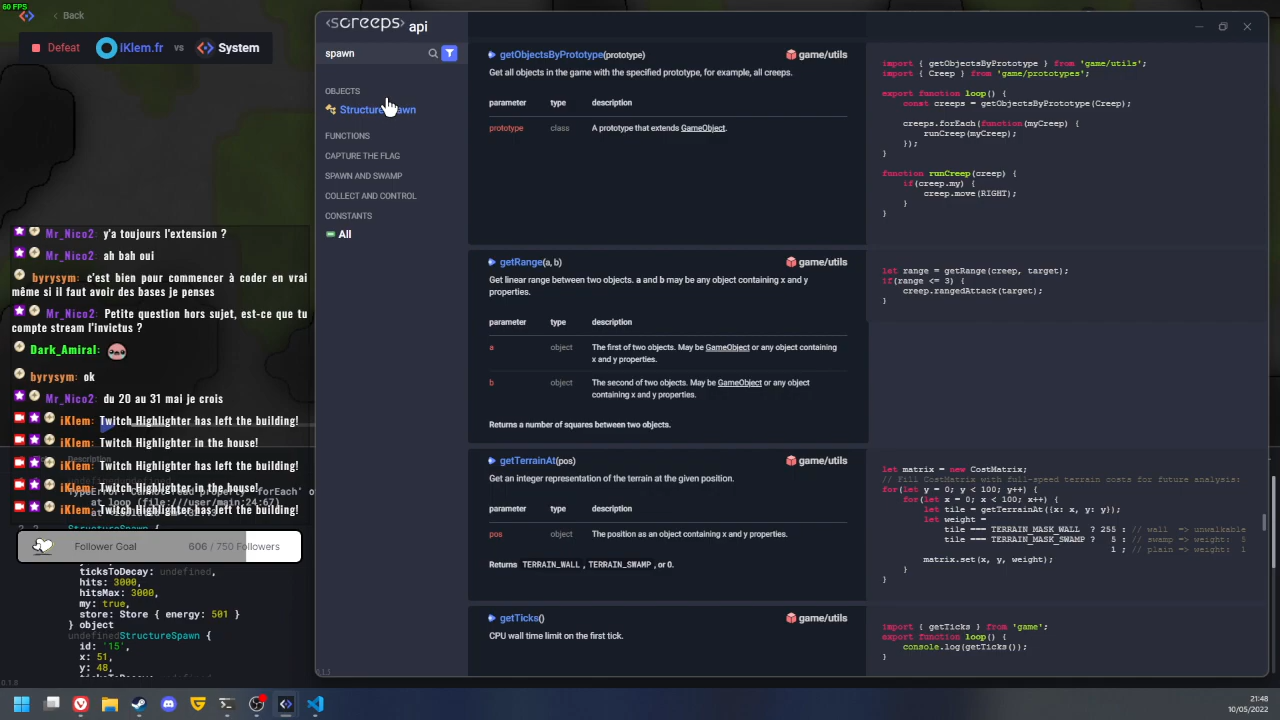 60 FPS
Back
Defeat
iKlem.fr
vs
System
Mr_Nico2: y'a toujours l'extension ?
Mr_Nico2: ah bah oui
byrysym: c'est bien pour commencer à coder en vrai
même si il faut avoir des bases je penses
Mr_Nico2: Petite question hors sujet, est-ce que tu
compte stream l'invictus ?
Dark_Amiral:
byrysym: ok
Mr_Nico2: du 20 au 31 mai je crois
iKlem: Twitch Highlighter has left the building!
iKlem: Twitch Highlighter in the house!
iKlem: Twitch Highlighter has left the building!
iKlem: Twitch Highlighter in the house!
iKlem: Twitch Highlighter has left the building!
Follower Goal
606 / 750 Followers
ticksToDecay: undefined,
hits: 3000,
hitsMax: 3000,
my: true,
store: Store { energy: 501 }
} object
undefinedStructureSpawn {
id: '15',
x: 51,
y: 48,
screeps api
spawn
OBJECTS
StructureSpawn
FUNCTIONS
CAPTURE THE FLAG
SPAWN AND SWAMP
COLLECT AND CONTROL
CONSTANTS
All
getObjectsByPrototype(prototype)
game/utils
Get all objects in the game with the specified prototype, for example, all creeps.
parameter type description
prototype class A prototype that extends GameObject.
import { getObjectsByPrototype } from 'game/utils';
import { Creep } from 'game/prototypes';
export function loop() {
const creeps = getObjectsByPrototype(Creep);
creeps.forEach(function(myCreep) {
runCreep(myCreep);
});
}
function runCreep(creep) {
if(creep.my) {
creep.move(RIGHT);
}
}
getRange(a, b)
game/utils
Get linear range between two objects. a and b may be any object containing x and y
properties.
parameter type description
a object The first of two objects. May be GameObject or any object containing
x and y properties.
b object The second of two objects. May be GameObject or any object
containing x and y properties.
Returns a number of squares between two objects.
let range = getRange(creep, target);
if(range <= 3) {
creep.rangedAttack(target);
}
getTerrainAt(pos)
game/utils
Get an integer representation of the terrain at the given position.
parameter type description
pos object The position as an object containing x and y properties.
Returns TERRAIN_WALL, TERRAIN_SWAMP, or 0.
let matrix = new CostMatrix;
// Fill CostMatrix with full-speed terrain costs for future analysis:
for(let y = 0; y < 100; y++) {
for(let x = 0; x < 100; x++) {
let tile = getTerrainAt({x: x, y: y});
let weight =
tile === TERRAIN_MASK_WALL ? 255 : // wall => unwalkable
tile === TERRAIN_MASK_SWAMP ? 5 : // swamp => weight: 5
1 ; // plain => weight: 1
matrix.set(x, y, weight);
}
}
getTicks()
game/utils
CPU wall time limit on the first tick.
import { getTicks } from 'game';
export function loop() {
console.log(getTicks());
}
21:48
10/05/2022